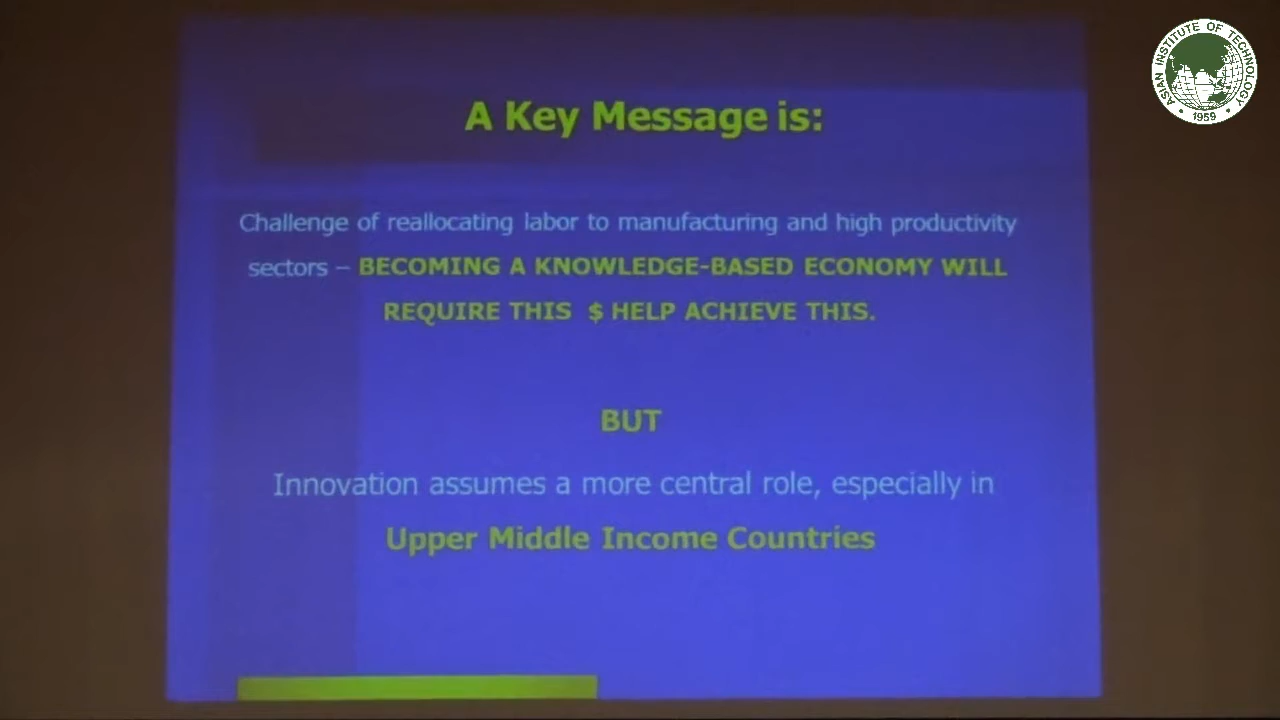 ASIAN INSTITUTE OF TECHNOLOGY
1959
A Key Message is:
Challenge of reallocating labor to manufacturing and high productivity
sectors – BECOMING A KNOWLEDGE-BASED ECONOMY WILL
REQUIRE THIS $ HELP ACHIEVE THIS.
BUT
Innovation assumes a more central role, especially in
Upper Middle Income Countries